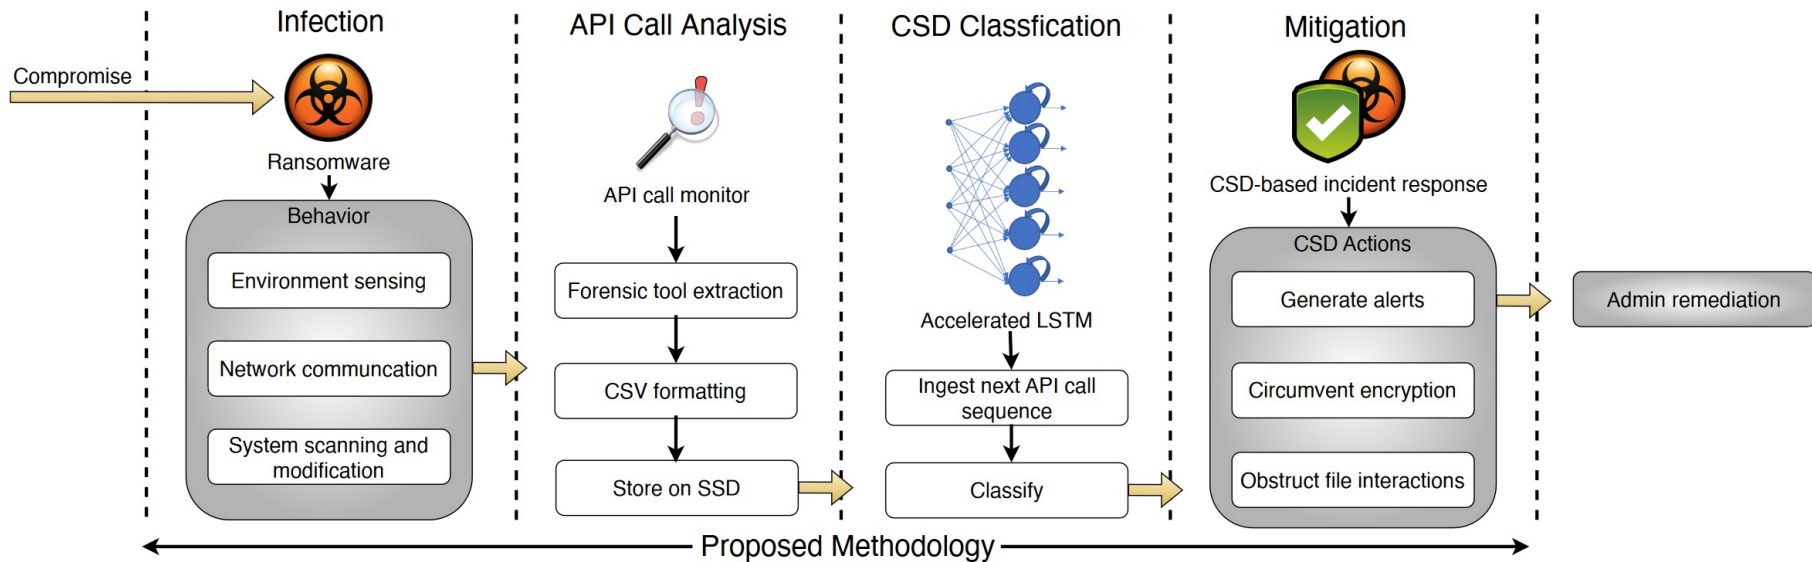 Infection
API Call Analysis
CSD Classfication
Mitigation
Compromise
Ransomware
Behavior
Environment sensing
Network communcation
System scanning and
modification
API call monitor
Forensic tool extraction
CSV formatting
Store on SSD
Accelerated LSTM
Ingest next API call
sequence
Classify
CSD-based incident response
CSD Actions
Generate alerts
Circumvent encryption
Obstruct file interactions
Admin remediation
Proposed Methodology